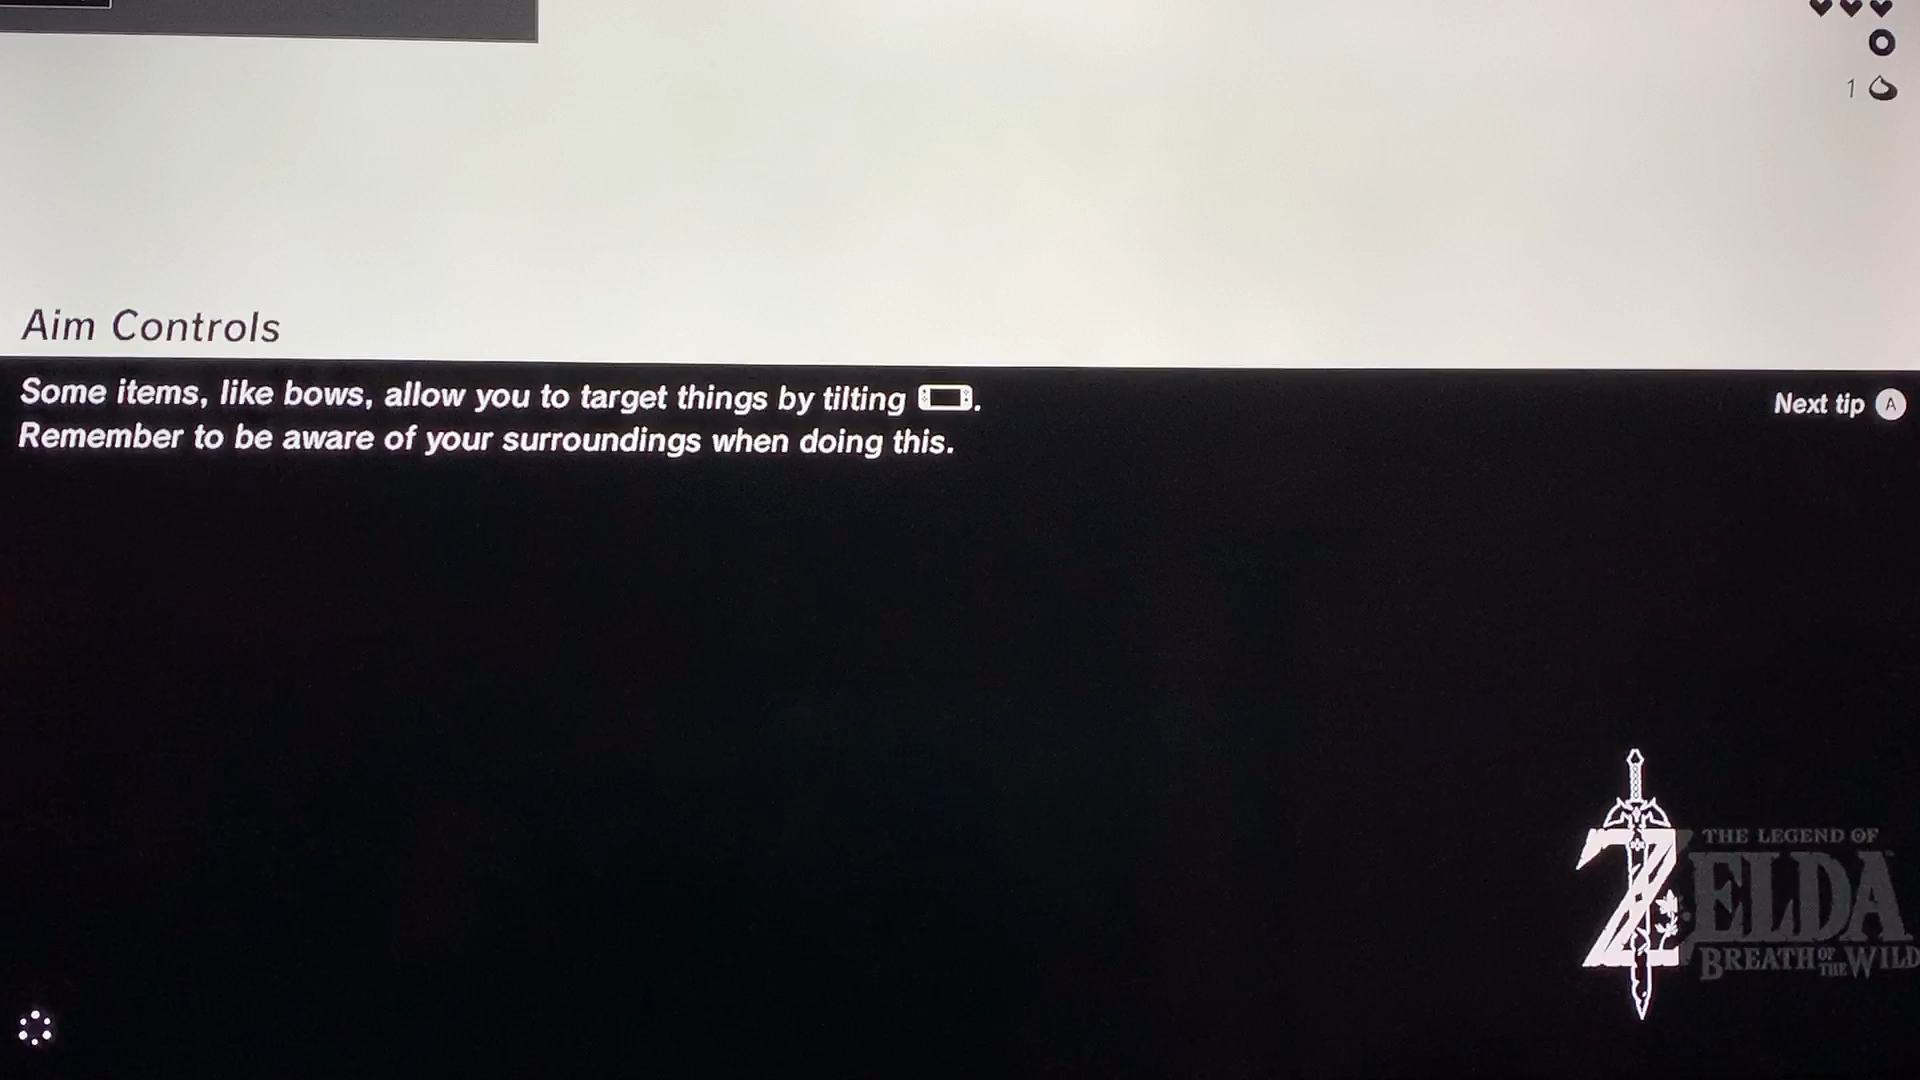 1
Aim Controls
Some items, like bows, allow you to target things by tilting .
Remember to be aware of your surroundings when doing this.
Next tip A
THE LEGEND OF
ZELDA
BREATH OF THE WILD